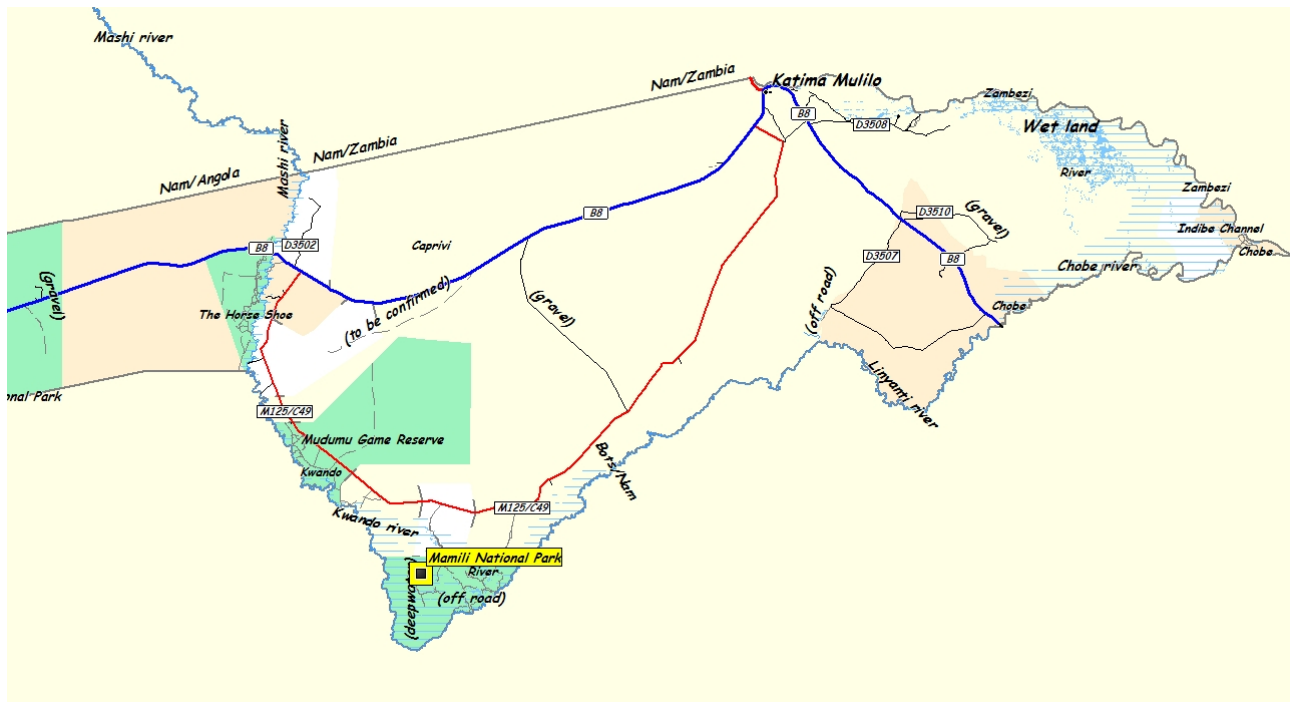 Mashi river
Nam/Zambia
Katima Mulilo
Zambezi
B8
D3508
Wet land
Mashi river
Nam/Zambia
River
Nam/Angola
Zambezi
D3510
(gravel)
B8
Indibe Channel
B8
D3502
Caprivi
D3507
B8
Chobe
Chobe river
(gravel)
(to be confirmed)
(gravel)
(off road)
Chobe
The Horse Shoe
onal Park
Linyanti river
M125/C49
Mudumu Game Reserve
Kwando
Bots/Nam
M125/C49
Kwando river
Mamili National Park
River
(off road)